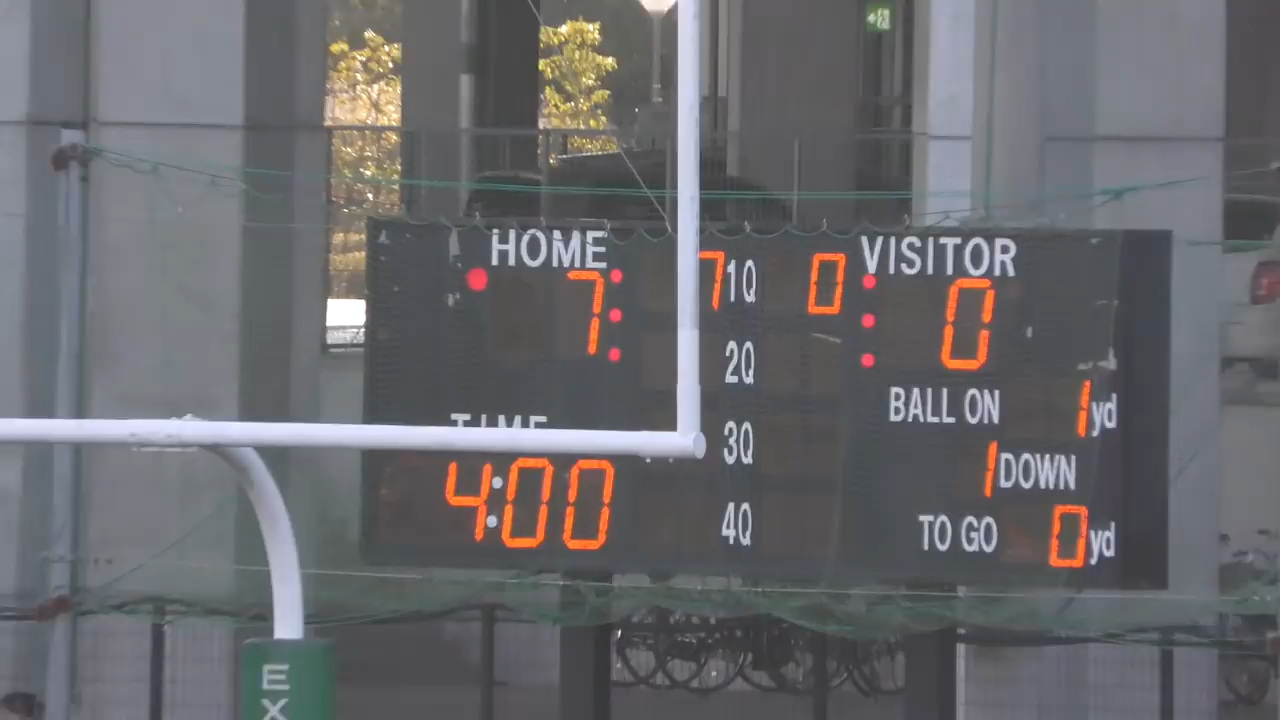 HOME
VISITOR
7
7 1Q 0
0
2Q
BALL ON 1 yd
TIME
3Q
1 DOWN
4:00
4Q
TO GO 0 yd
EX